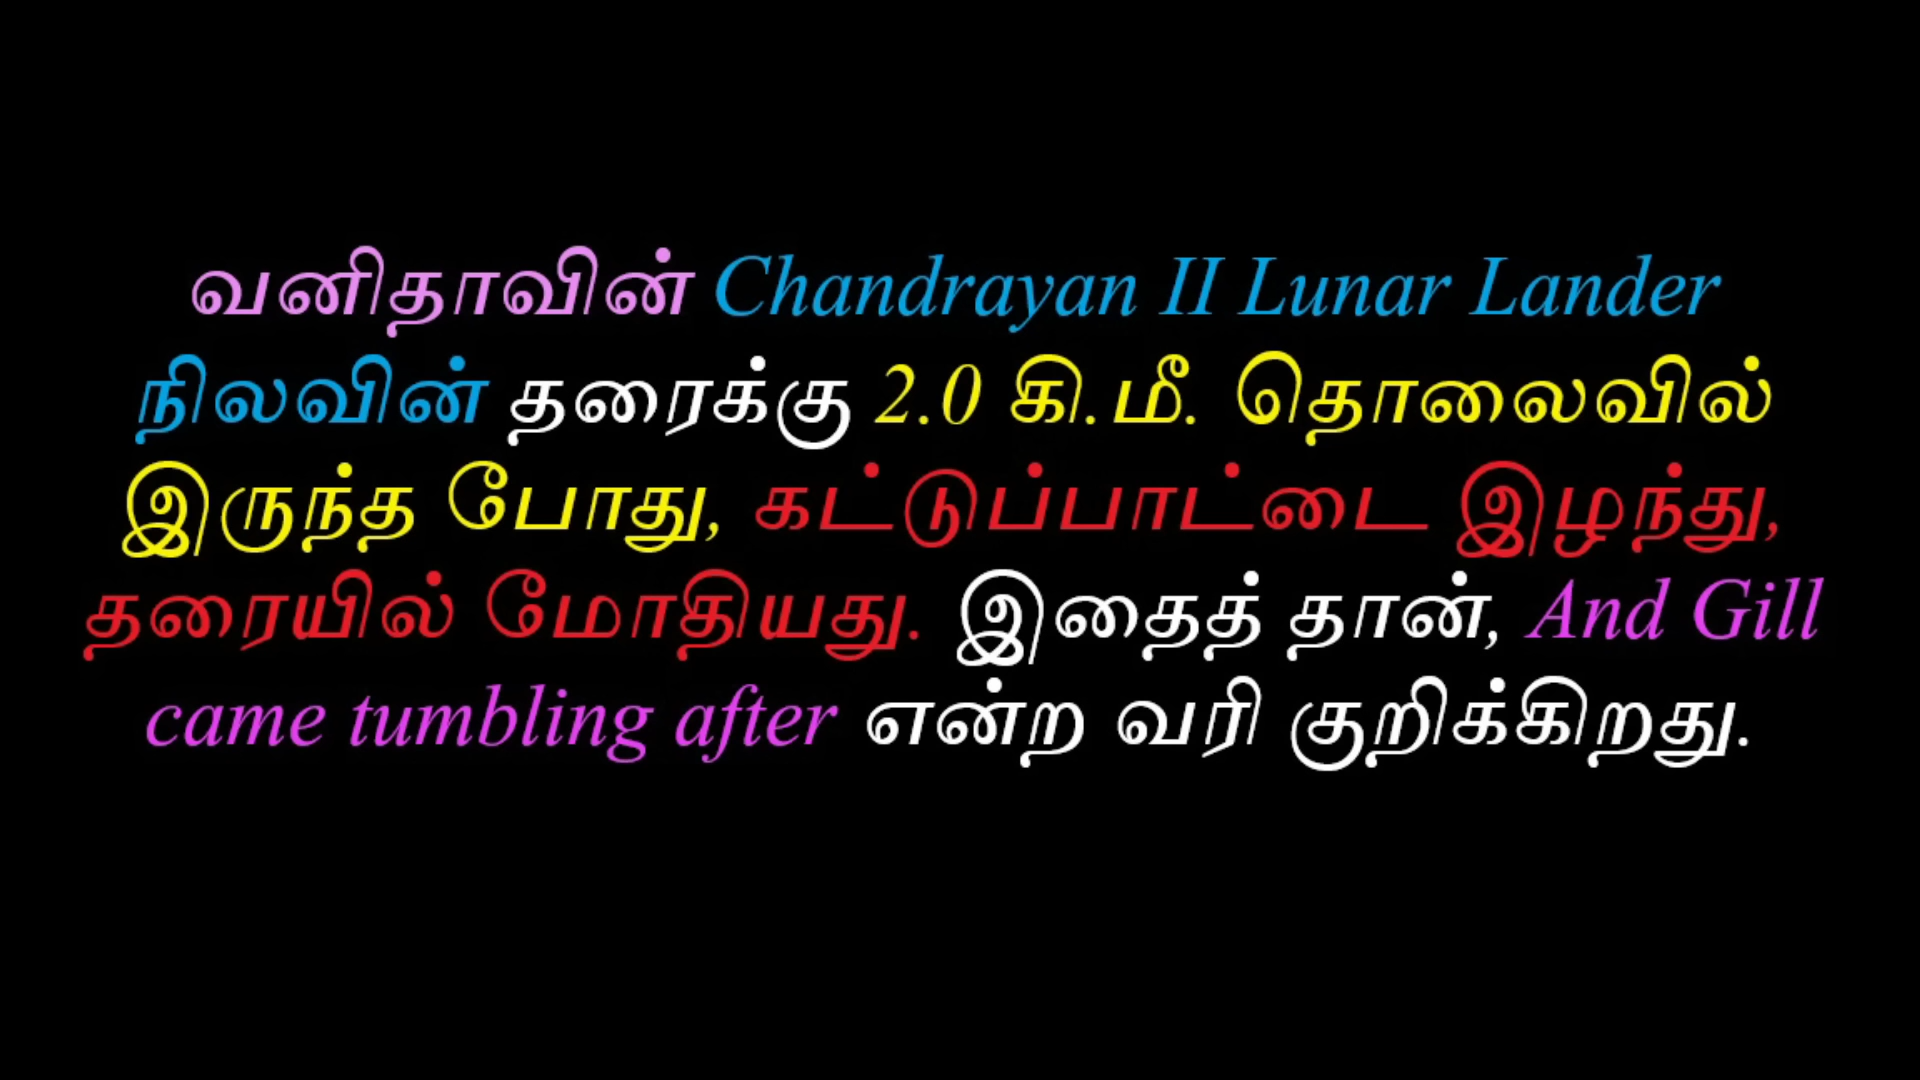 வனிதாவின் Chandrayan II Lunar Lander
நிலவின் தரைக்கு 2.0 கி.மீ. தொலைவில்
இருந்த போது, கட்டுப்பாட்டை இழந்து,
தரையில் மோதியது. இதைத் தான், And Gill
came tumbling after என்ற வரி குறிக்கிறது.